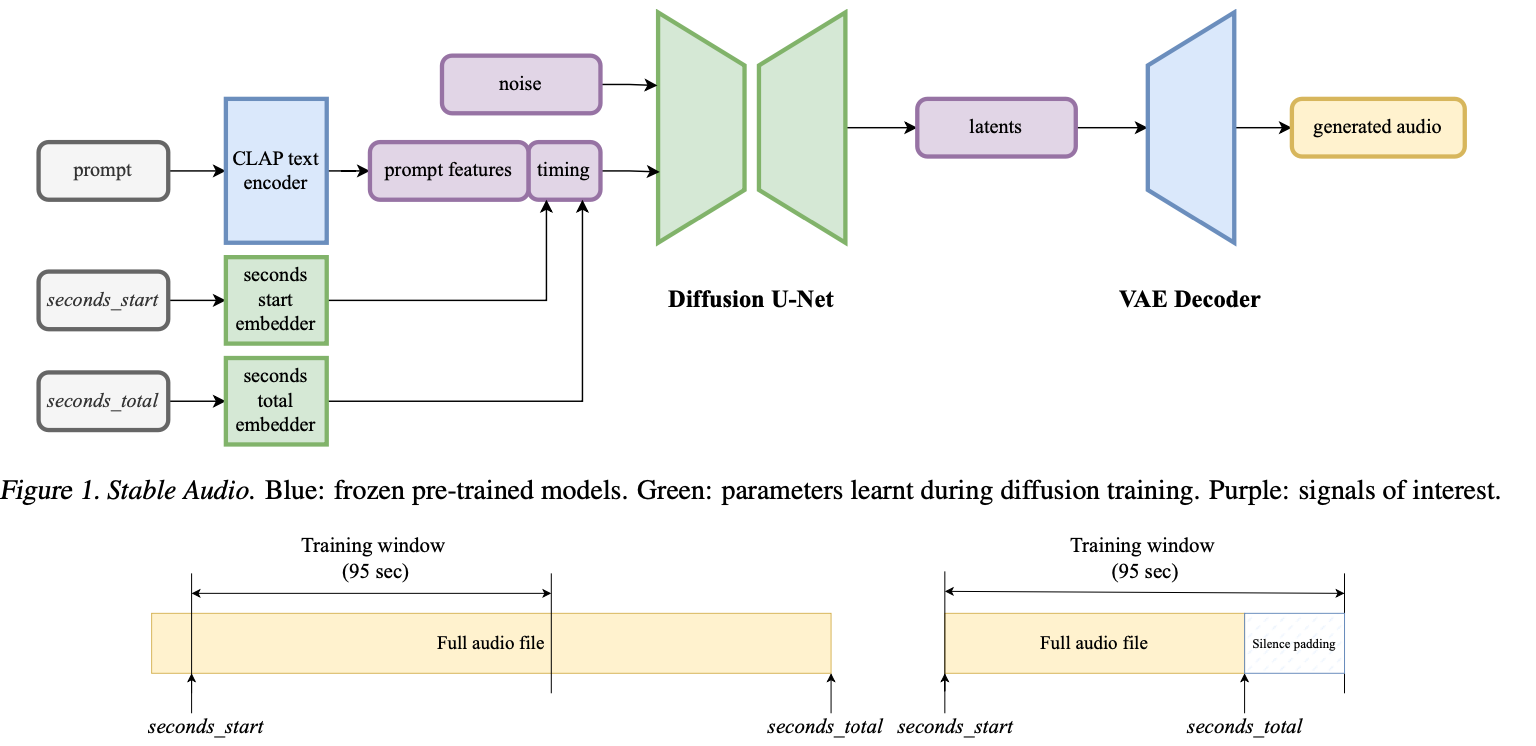 noise
prompt
CLAP text
encoder
prompt features
timing
latents
generated audio
seconds_start
seconds
start
embedder
Diffusion U-Net
VAE Decoder
seconds_total
seconds
total
embedder
Figure 1. Stable Audio. Blue: frozen pre-trained models. Green: parameters learnt during diffusion training. Purple: signals of interest.
Training window
(95 sec)
Full audio file
seconds_start
seconds_total
Training window
(95 sec)
Full audio file
Silence padding
seconds_start
seconds_total